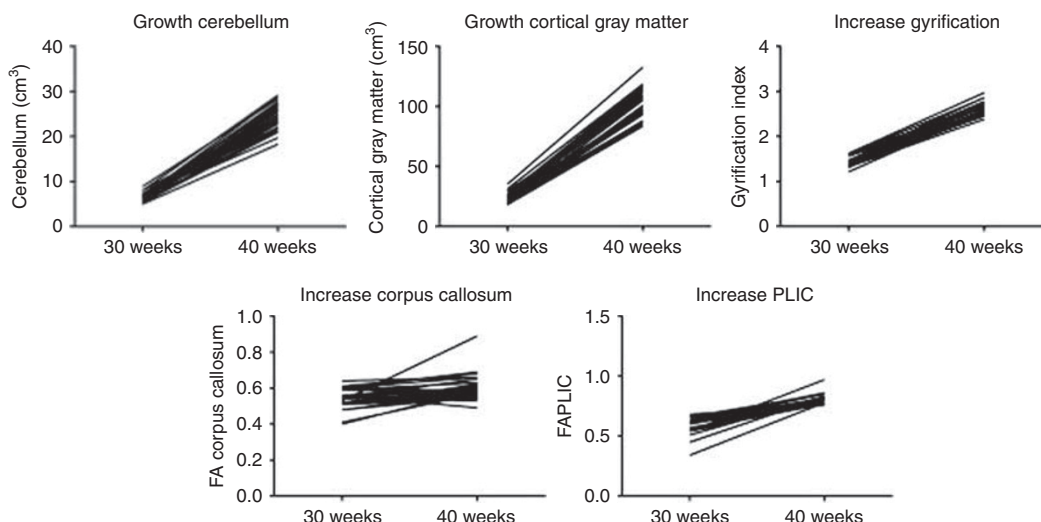 Growth cerebellum
Cerebellum (cm³)
40
30
20
10
0
30 weeks
40 weeks
Growth cortical gray matter
Cortical gray matter (cm³)
150
100
50
0
30 weeks
40 weeks
Increase gyrification
Gyrification index
4
3
2
1
0
30 weeks
40 weeks
Increase corpus callosum
FA corpus callosum
1.0
0.8
0.6
0.4
0.2
0.0
30 weeks
40 weeks
Increase PLIC
FAPLIC
1.5
1.0
0.5
0.0
30 weeks
40 weeks